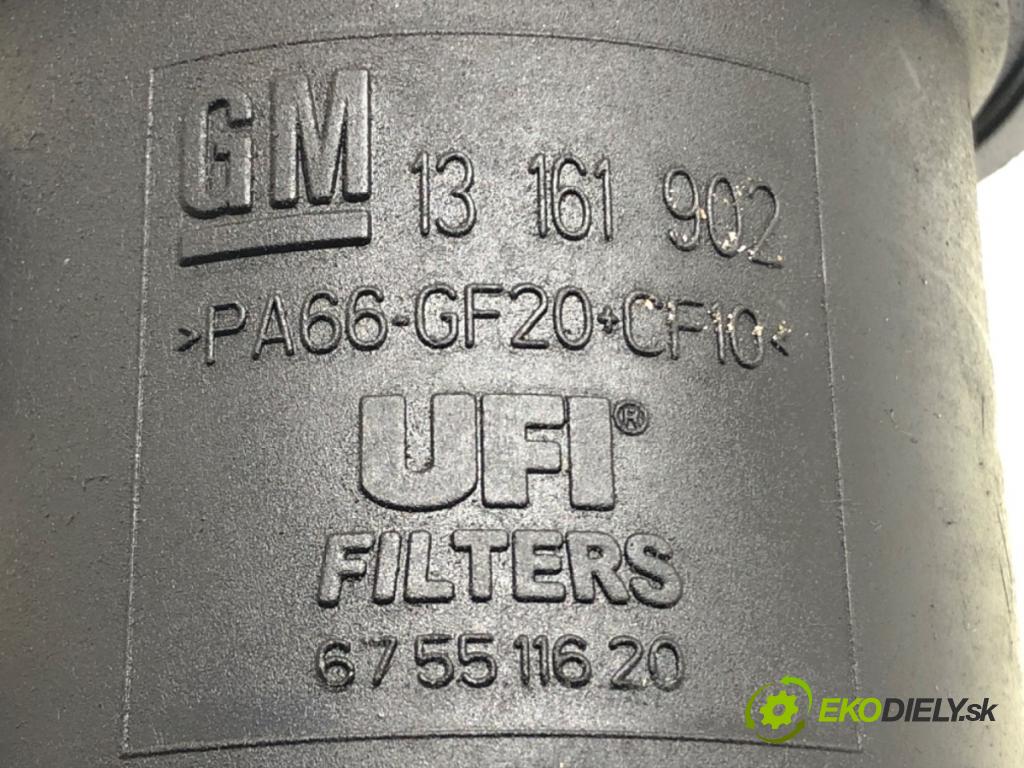 GM 13 161 902
>PA66-GF20+CF10<
UFI®
FILTERS
67 55 116 20
EKODIELY.sk